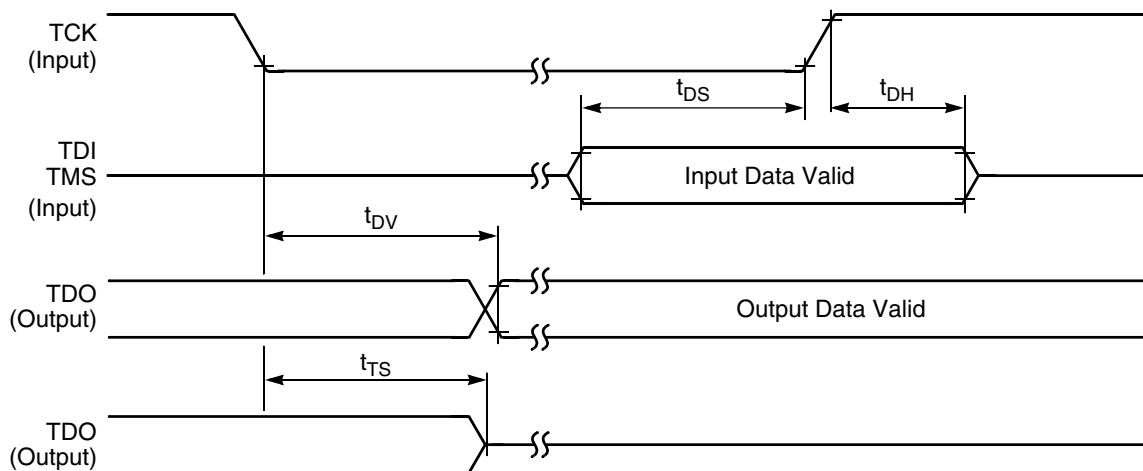 TCK
(Input)
tDS
tDH
TDI
TMS
(Input)
Input Data Valid
tDV
TDO
(Output)
Output Data Valid
tTS
TDO
(Output)